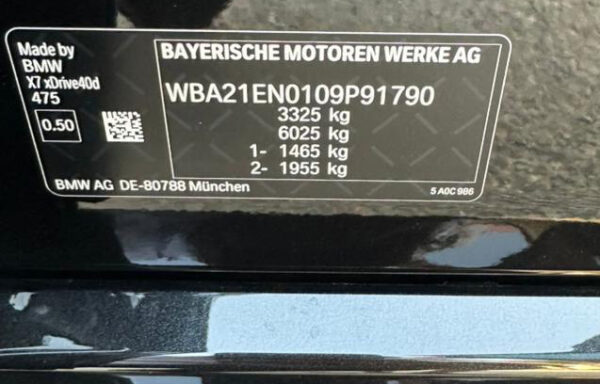 Made by
BMW
X7 xDrive40d
475
0.50
BAYERISCHE MOTOREN WERKE AG
WBA21EN0109P91790
3325 kg
6025 kg
1- 1465 kg
2- 1955 kg
BMW AG DE-80788 München
5 A0C 986